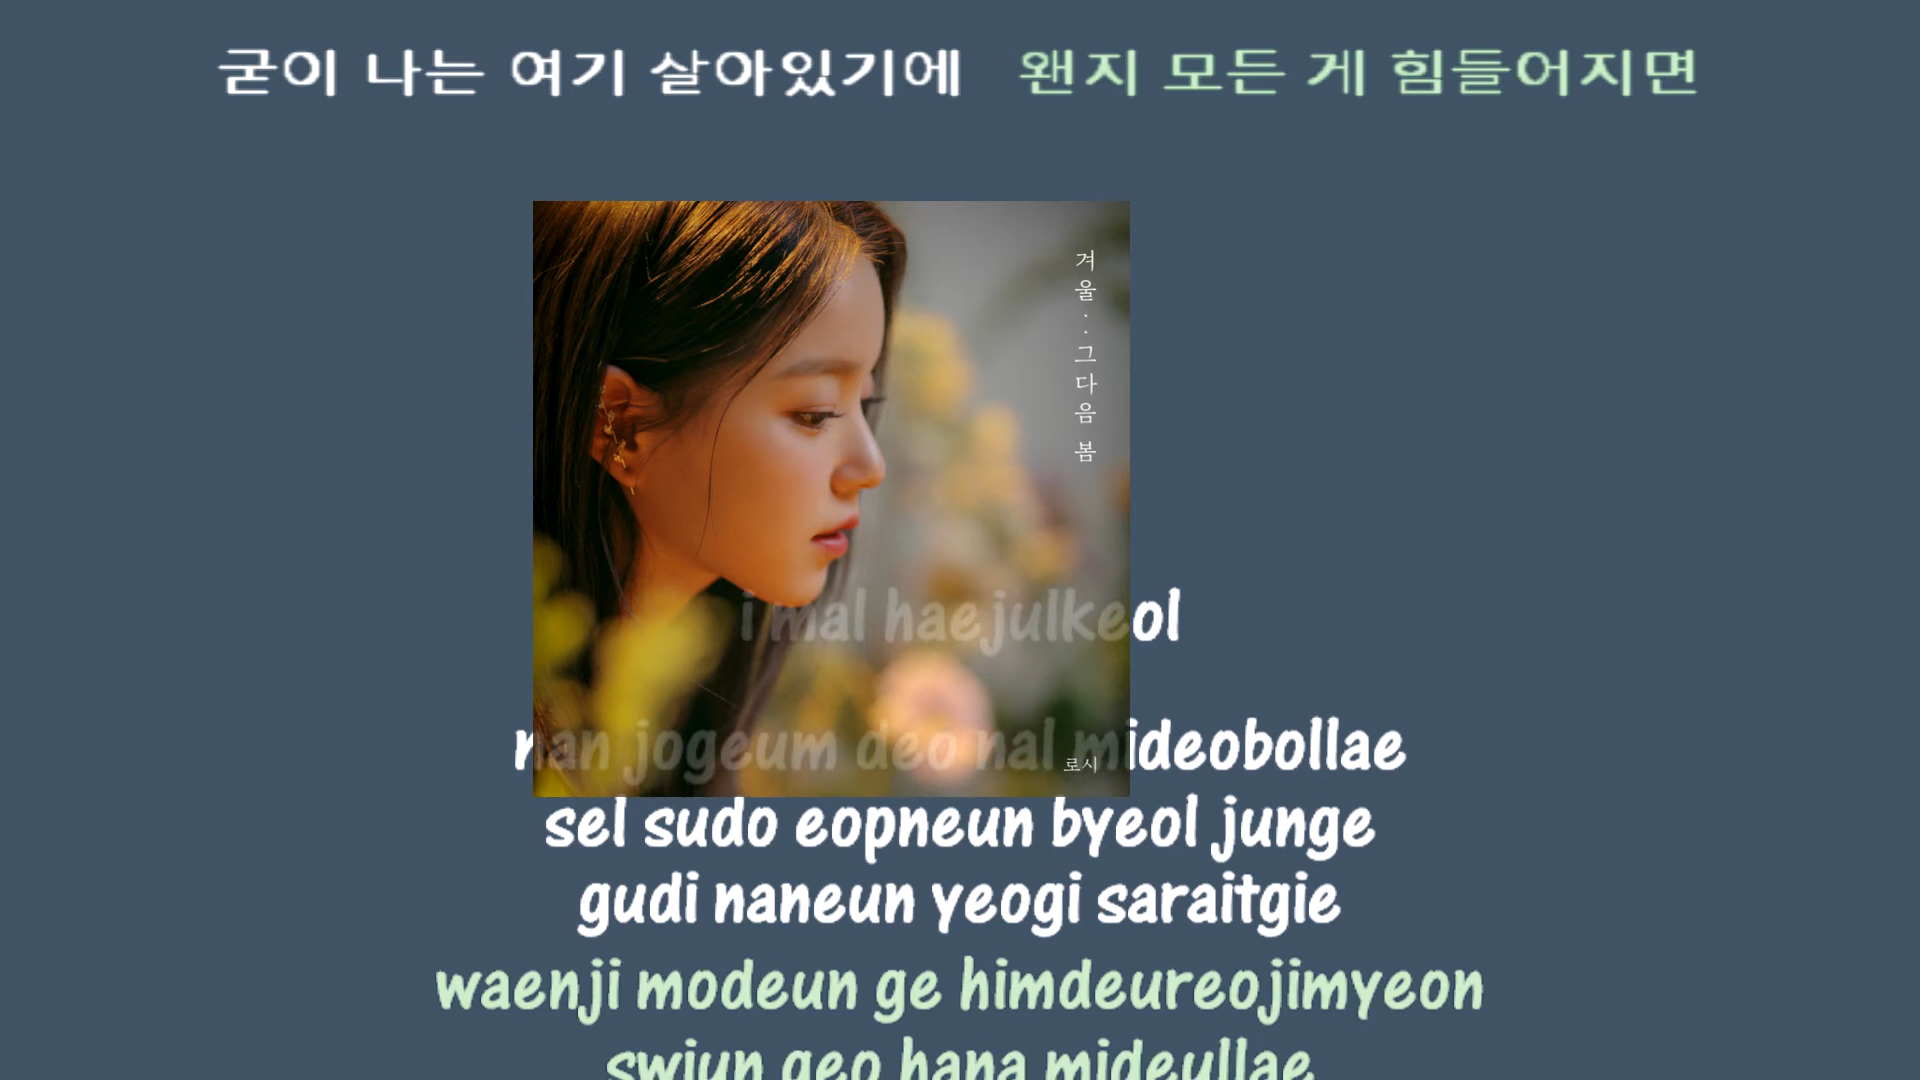 굳이 나는 여기 살아있기에 왠지 모든 게 힘들어지면
겨울··그다음 봄
i mal haejulkeol
nan jogeum deo nal mideobollae
로시
sel sudo eopneun byeol junge
gudi naneun yeogi saraitgie
waenji modeun ge himdeureojimyeon
swiun geo hana mideullae